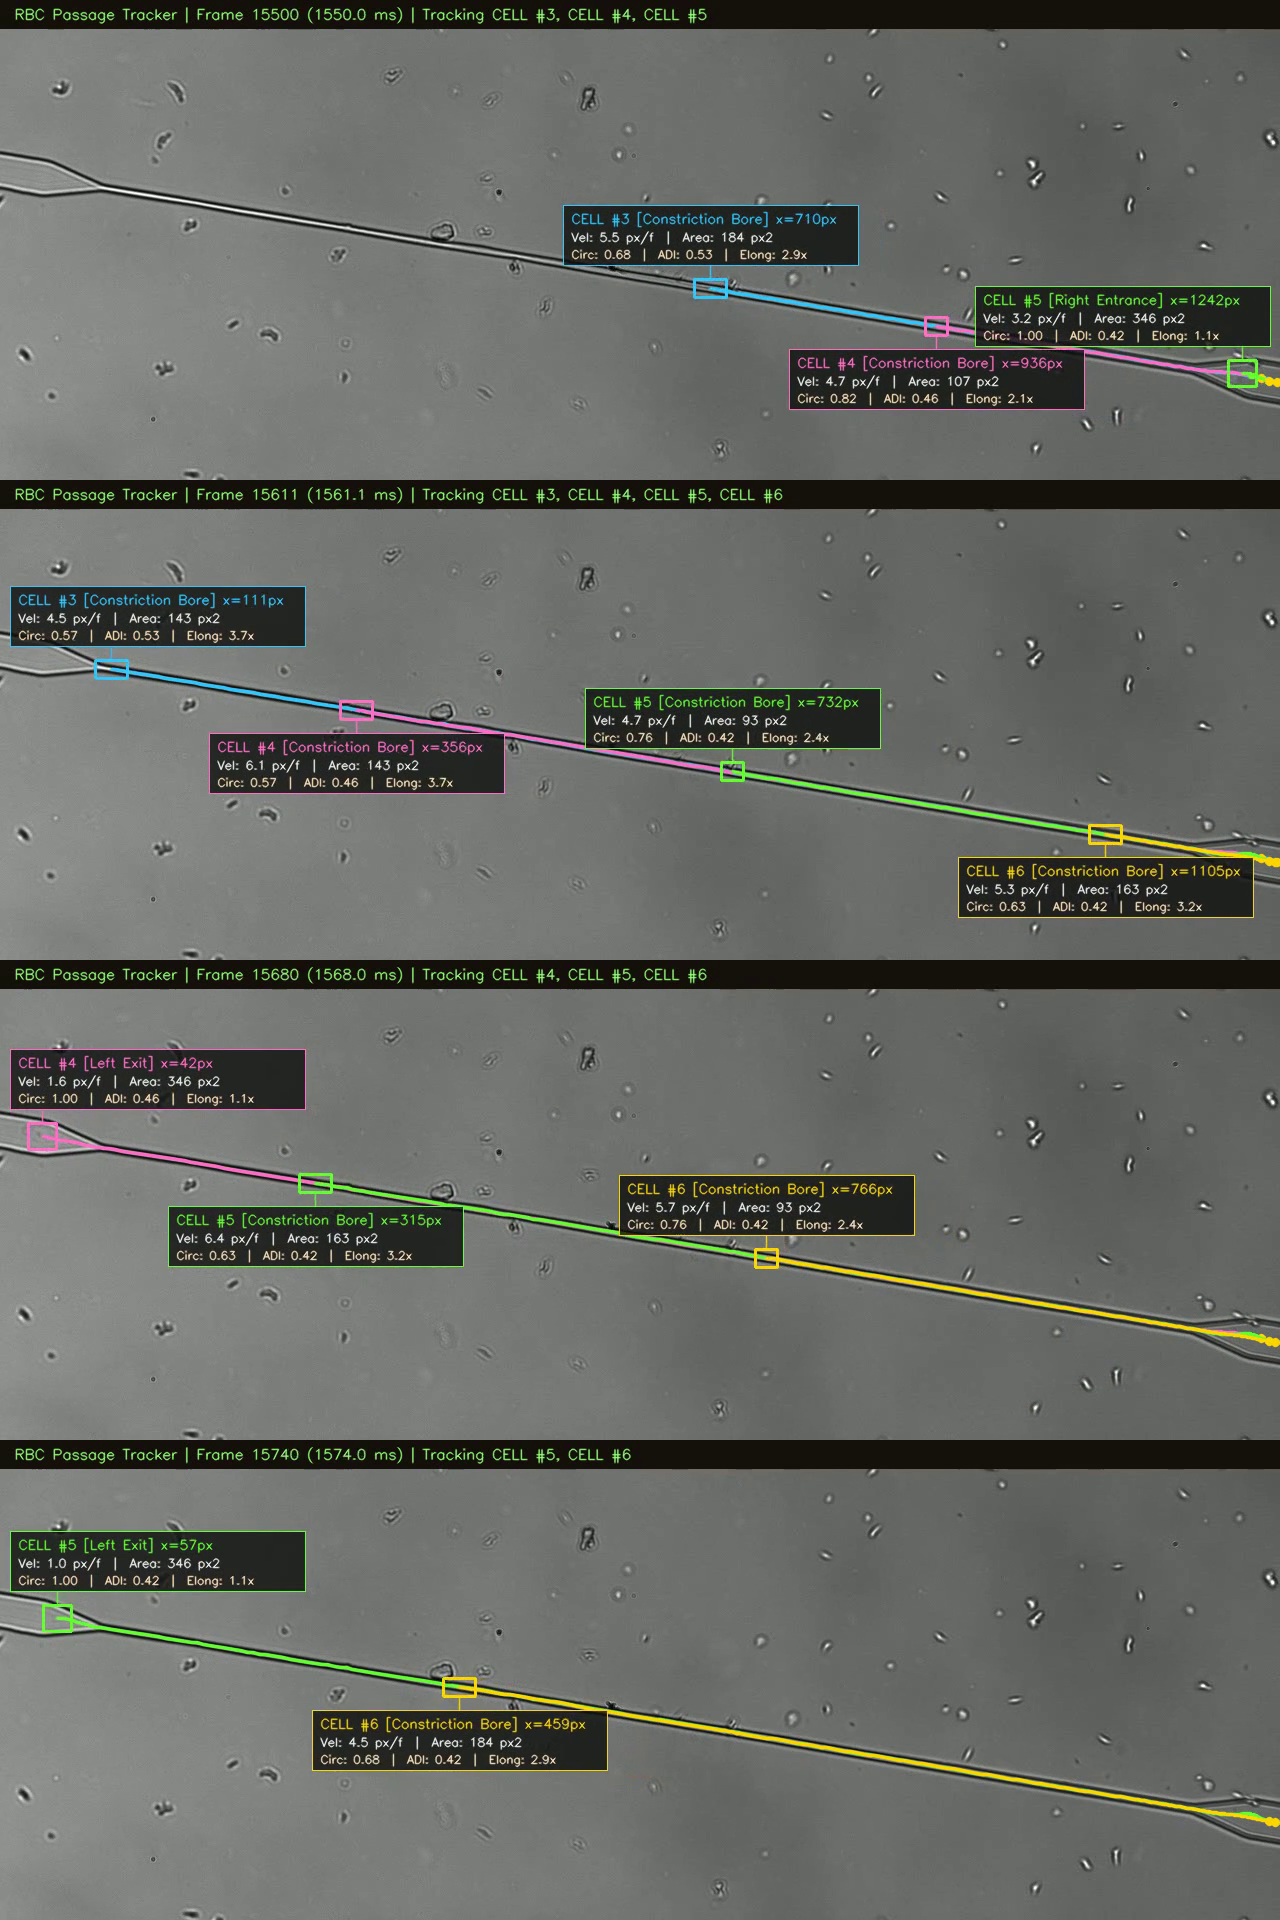 RBC Passage Tracker | Frame 15500 (1550.0 ms) | Tracking CELL #3, CELL #4, CELL #5
CELL #3 [Constriction Bore] x=710px
Vel: 5.5 px/f | Area: 184 px2
Circ: 0.68 | ADI: 0.53 | Elong: 2.9x
CELL #5 [Right Entrance] x=1242px
Vel: 3.2 px/f | Area: 346 px2
Circ: 1.00 | ADI: 0.42 | Elong: 1.1x
CELL #4 [Constriction Bore] x=936px
Vel: 4.7 px/f | Area: 107 px2
Circ: 0.82 | ADI: 0.46 | Elong: 2.1x
RBC Passage Tracker | Frame 15611 (1561.1 ms) | Tracking CELL #3, CELL #4, CELL #5, CELL #6
CELL #3 [Constriction Bore] x=111px
Vel: 4.5 px/f | Area: 143 px2
Circ: 0.57 | ADI: 0.53 | Elong: 3.7x
CELL #5 [Constriction Bore] x=732px
Vel: 4.7 px/f | Area: 93 px2
Circ: 0.76 | ADI: 0.42 | Elong: 2.4x
CELL #4 [Constriction Bore] x=356px
Vel: 6.1 px/f | Area: 143 px2
Circ: 0.57 | ADI: 0.46 | Elong: 3.7x
CELL #6 [Constriction Bore] x=1105px
Vel: 5.3 px/f | Area: 163 px2
Circ: 0.63 | ADI: 0.42 | Elong: 3.2x
RBC Passage Tracker | Frame 15680 (1568.0 ms) | Tracking CELL #4, CELL #5, CELL #6
CELL #4 [Left Exit] x=42px
Vel: 1.6 px/f | Area: 346 px2
Circ: 1.00 | ADI: 0.46 | Elong: 1.1x
CELL #6 [Constriction Bore] x=766px
Vel: 5.7 px/f | Area: 93 px2
Circ: 0.76 | ADI: 0.42 | Elong: 2.4x
CELL #5 [Constriction Bore] x=315px
Vel: 6.4 px/f | Area: 163 px2
Circ: 0.63 | ADI: 0.42 | Elong: 3.2x
RBC Passage Tracker | Frame 15740 (1574.0 ms) | Tracking CELL #5, CELL #6
CELL #5 [Left Exit] x=57px
Vel: 1.0 px/f | Area: 346 px2
Circ: 1.00 | ADI: 0.42 | Elong: 1.1x
CELL #6 [Constriction Bore] x=459px
Vel: 4.5 px/f | Area: 184 px2
Circ: 0.68 | ADI: 0.42 | Elong: 2.9x